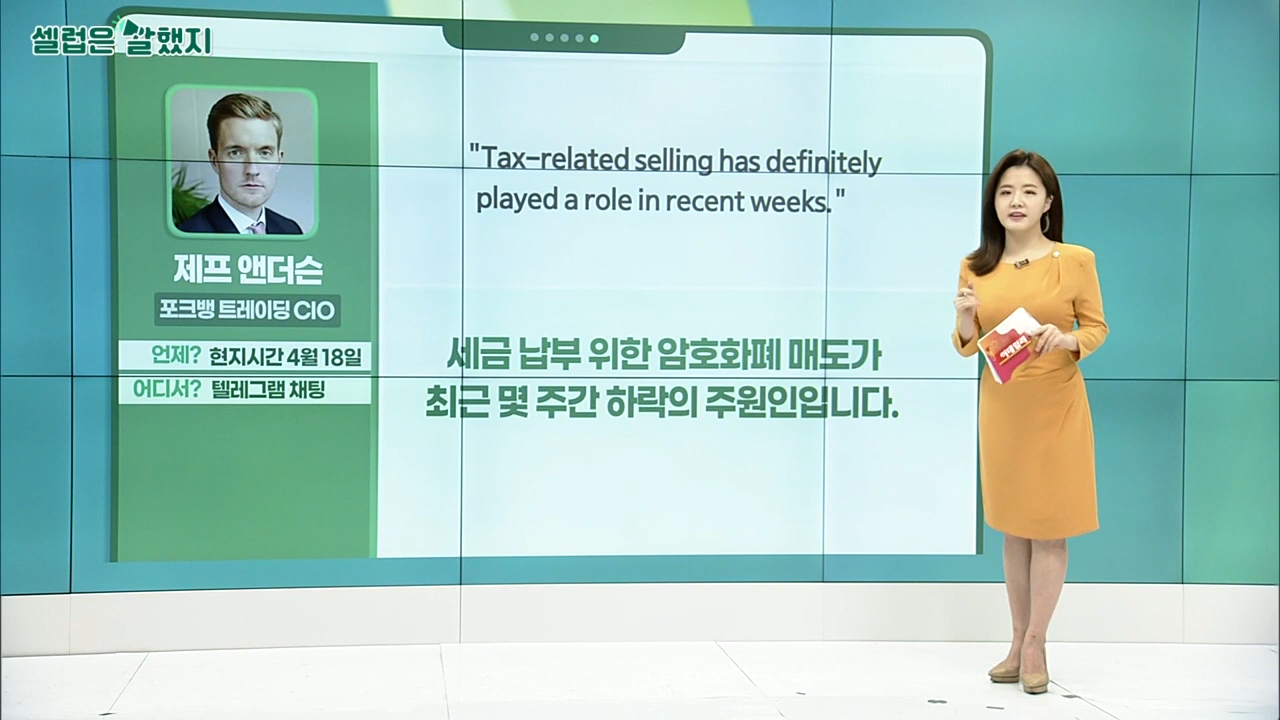 셀럽은 말했지
"Tax-related selling has definitely
played a role in recent weeks."
제프 앤더슨
포크뱅 트레이딩 CIO
언제? 현지시간 4월 18일
어디서? 텔레그램 채팅
세금 납부 위한 암호화폐 매도가
최근 몇 주간 하락의 주원인입니다.